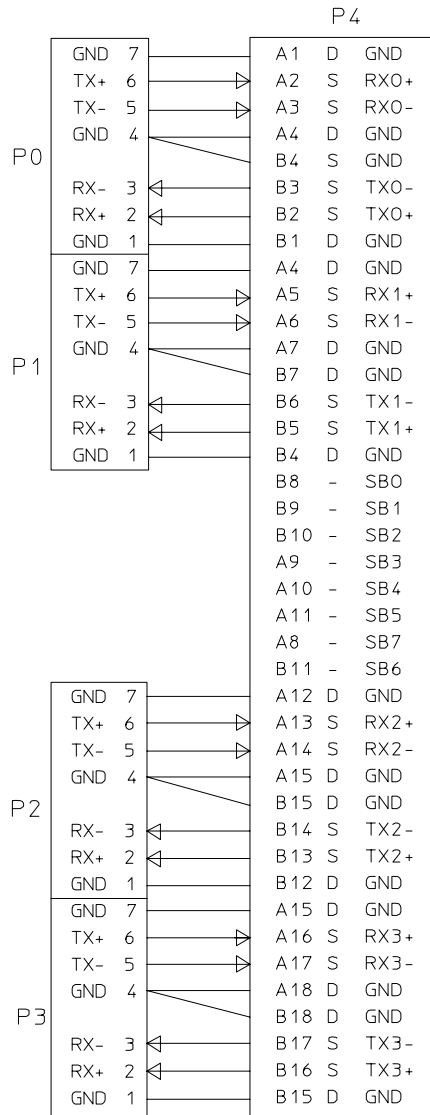 P4
GND 7 A1 D GND
TX+ 6 A2 S RX0+
TX- 5 A3 S RX0-
GND 4 A4 D GND
P0
B4 S GND
RX- 3 B3 S TX0-
RX+ 2 B2 S TX0+
GND 1 B1 D GND
GND 7 A4 D GND
TX+ 6 A5 S RX1+
TX- 5 A6 S RX1-
GND 4 A7 D GND
P1
B7 D GND
RX- 3 B6 S TX1-
RX+ 2 B5 S TX1+
GND 1 B4 D GND
B8 - SB0
B9 - SB1
B10 - SB2
A9 - SB3
A10 - SB4
A11 - SB5
A8 - SB7
B11 - SB6
GND 7 A12 D GND
TX+ 6 A13 S RX2+
TX- 5 A14 S RX2-
GND 4 A15 D GND
P2
B15 D GND
RX- 3 B14 S TX2-
RX+ 2 B13 S TX2+
GND 1 B12 D GND
GND 7 A15 D GND
TX+ 6 A16 S RX3+
TX- 5 A17 S RX3-
GND 4 A18 D GND
P3
B18 D GND
RX- 3 B17 S TX3-
RX+ 2 B16 S TX3+
GND 1 B15 D GND